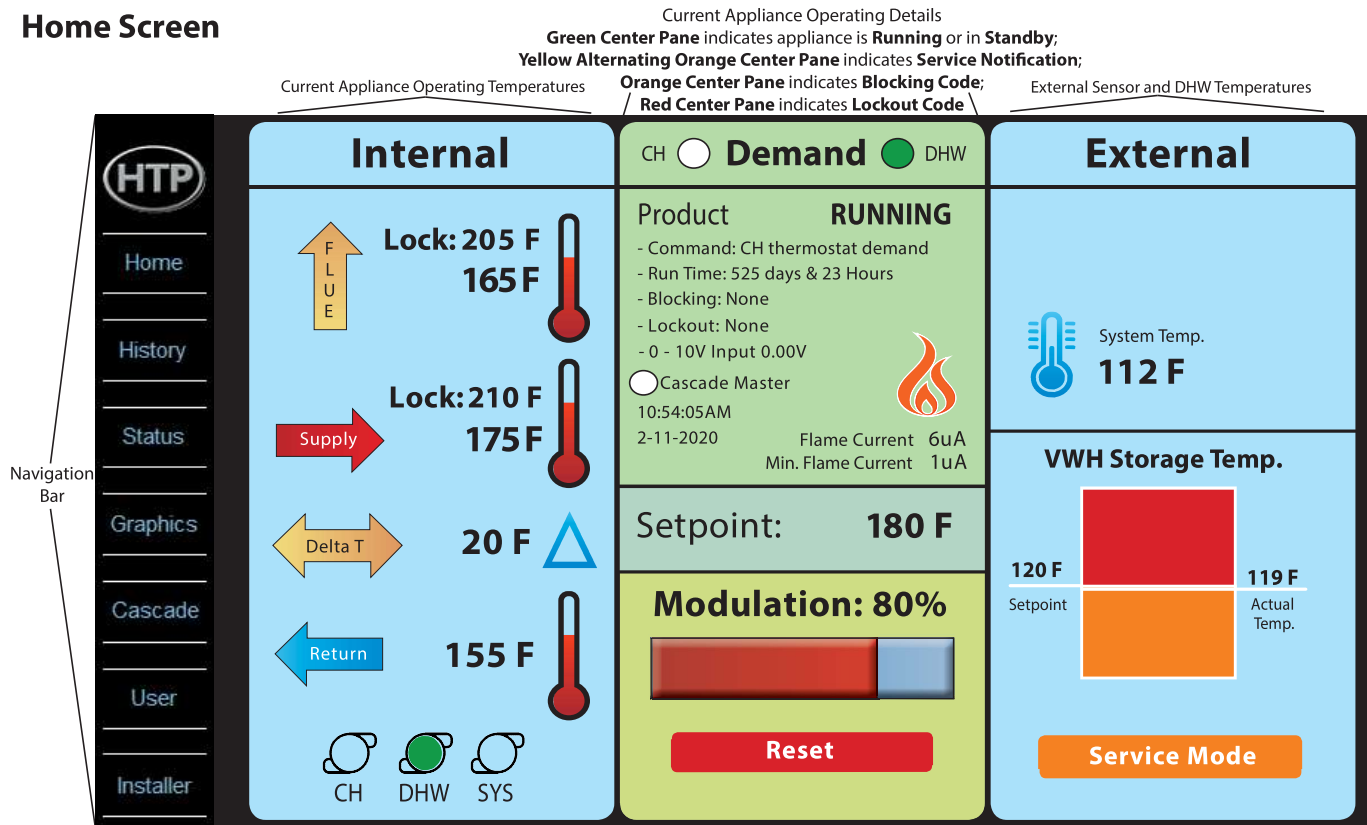 Home Screen
Current Appliance Operating Details
Green Center Pane indicates appliance is Running or in Standby;
Yellow Alternating Orange Center Pane indicates Service Notification;
Orange Center Pane indicates Blocking Code;
Red Center Pane indicates Lockout Code
Current Appliance Operating Temperatures
External Sensor and DHW Temperatures
Navigation
Bar
HTP
Home
History
Status
Graphics
Cascade
User
Installer
Internal
FLUE
Lock: 205 F
165 F
Lock: 210 F
175 F
Supply
Delta T
20 F
Return
155 F
CH
DHW
SYS
CH
Demand
DHW
Product
RUNNING
- Command: CH thermostat demand
- Run Time: 525 days & 23 Hours
- Blocking: None
- Lockout: None
- 0 - 10V Input 0.00V
Cascade Master
10:54:05AM
2-11-2020
Flame Current 6uA
Min. Flame Current 1uA
Setpoint: 180 F
Modulation: 80%
Reset
External
System Temp.
112 F
VWH Storage Temp.
120 F
Setpoint
119 F
Actual
Temp.
Service Mode